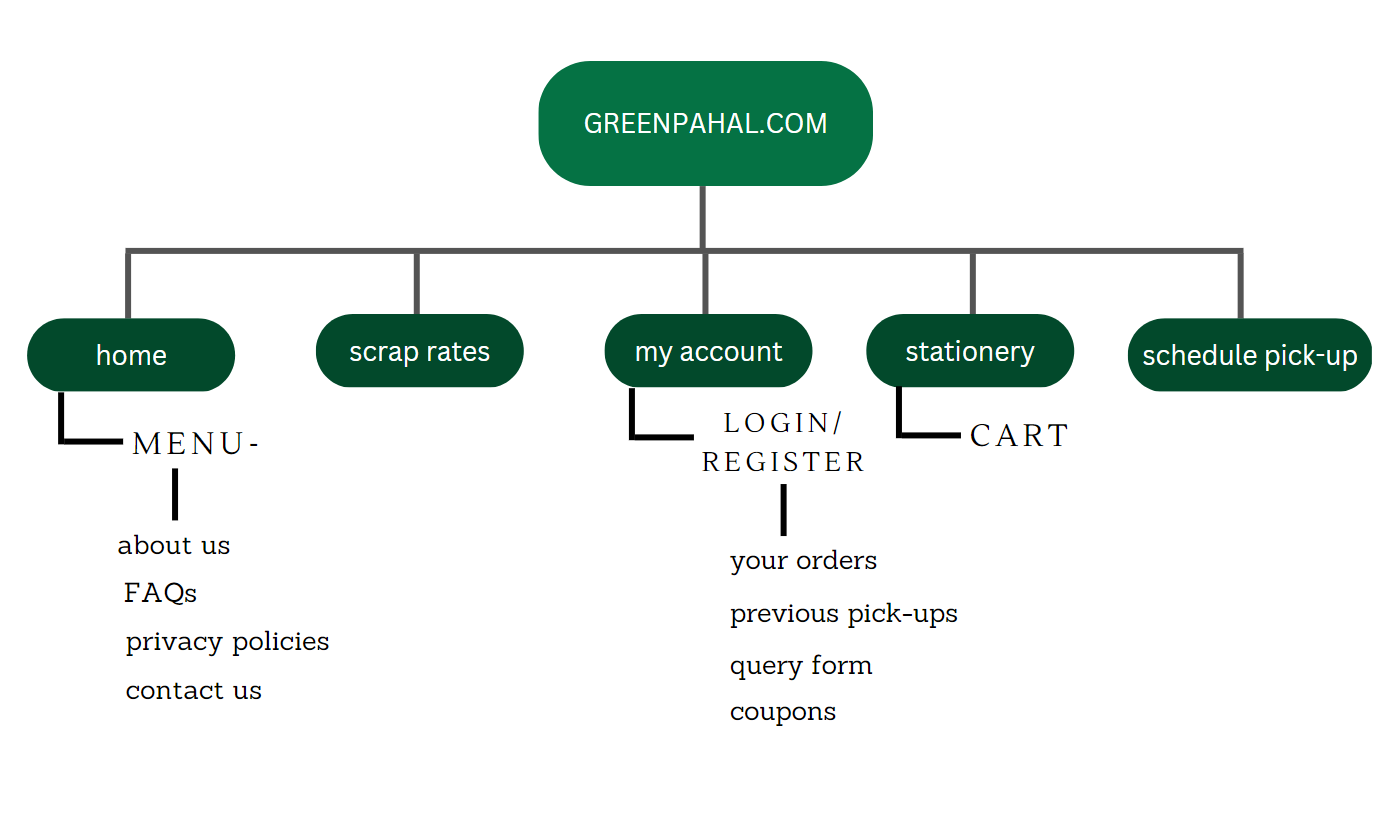 GREENPAHAL.COM
home
scrap rates
my account
stationery
schedule pick-up
MENU-
about us
FAQs
privacy policies
contact us
LOGIN/
REGISTER
your orders
previous pick-ups
query form
coupons
CART